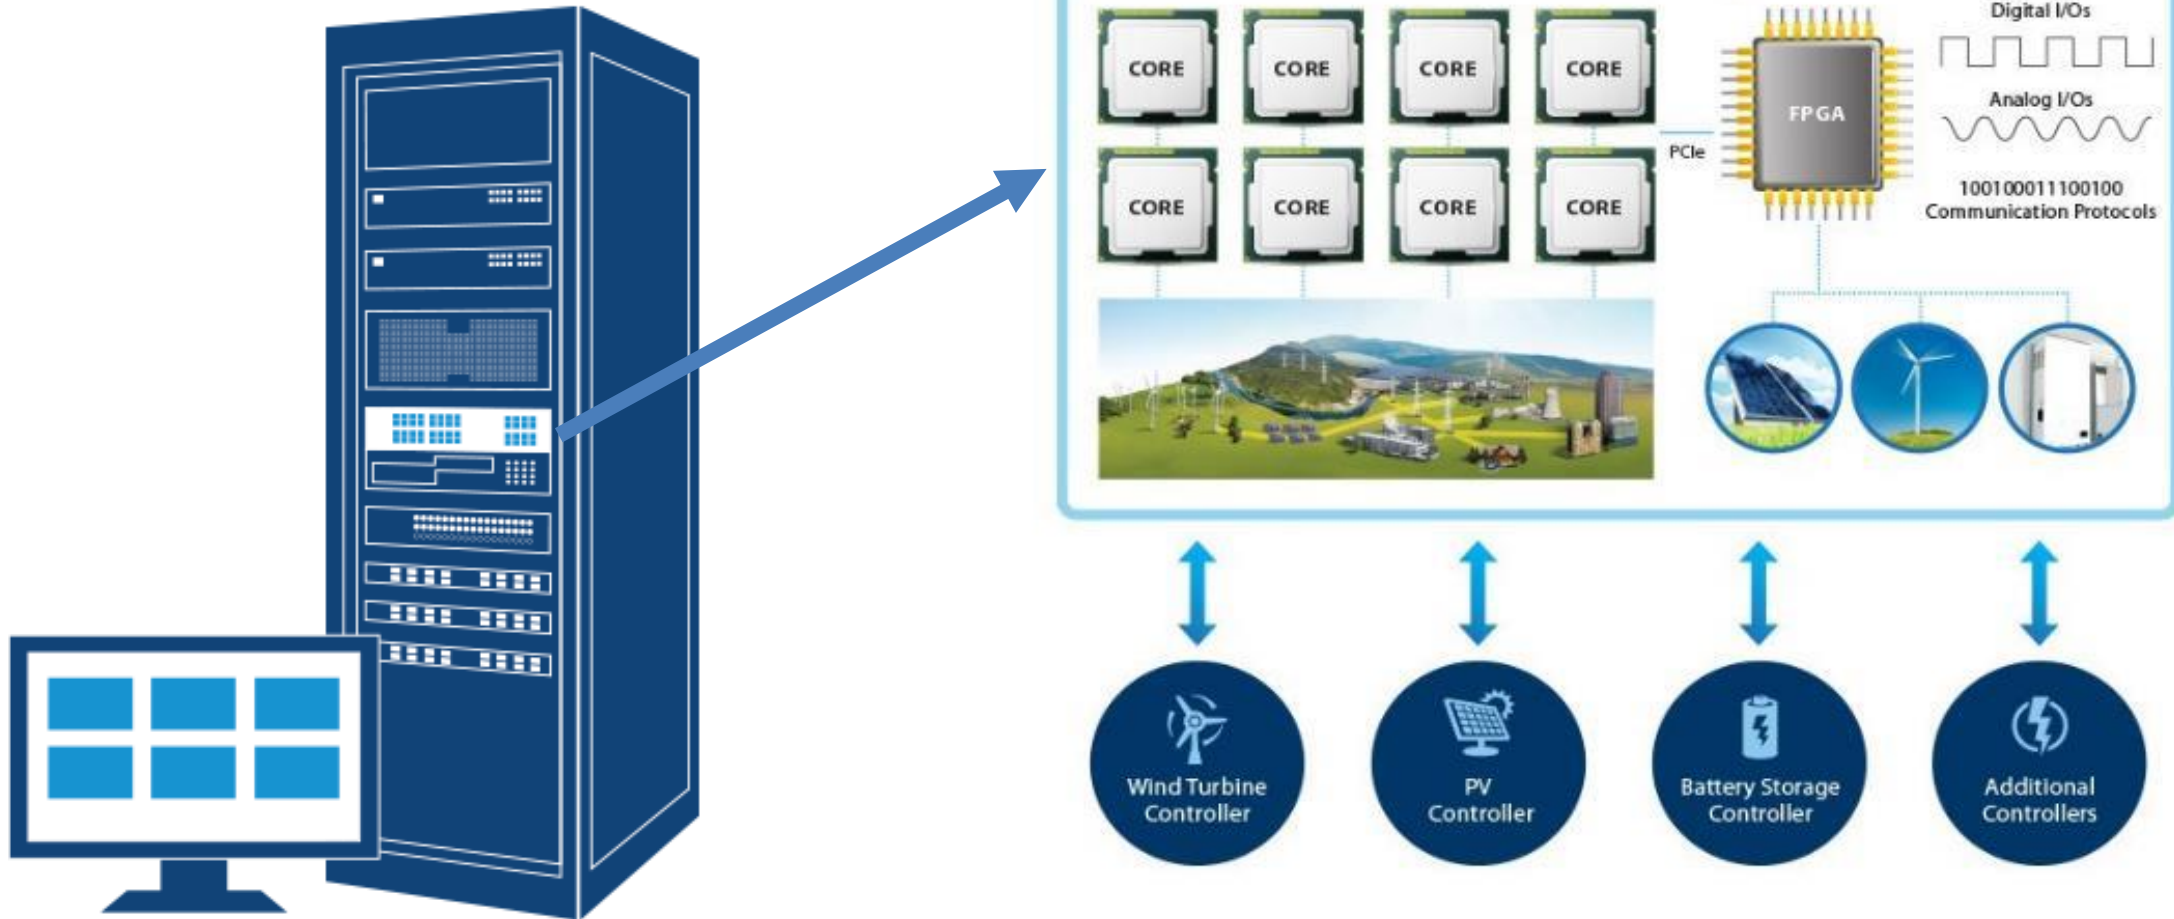 CORE CORE CORE CORE
FPGA
Digital I/Os
Analog I/Os
PCIe
CORE CORE CORE CORE
100100011100100
Communication Protocols
Wind Turbine
Controller
PV
Controller
Battery Storage
Controller
Additional
Controllers